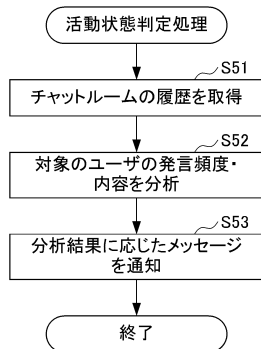 活動状態判定処理
S51
チャットルームの履歴を取得
S52
対象のユーザの発言頻度・
内容を分析
S53
分析結果に応じたメッセージ
を通知
終了